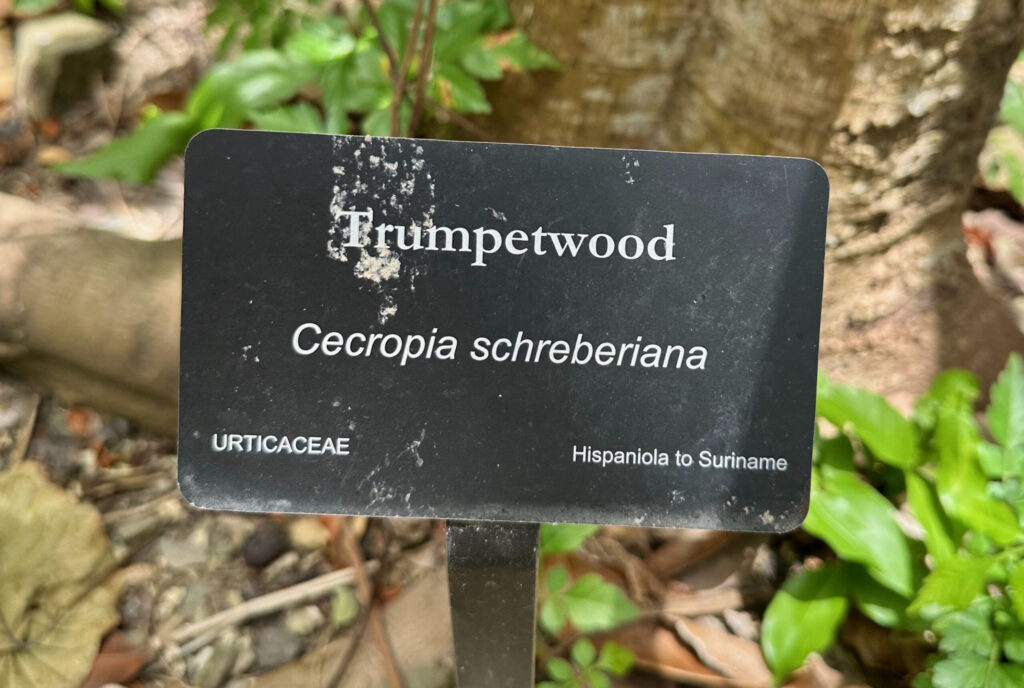 Trumpetwood
Cecropia schreberiana
URTICACEAE
Hispaniola to Suriname